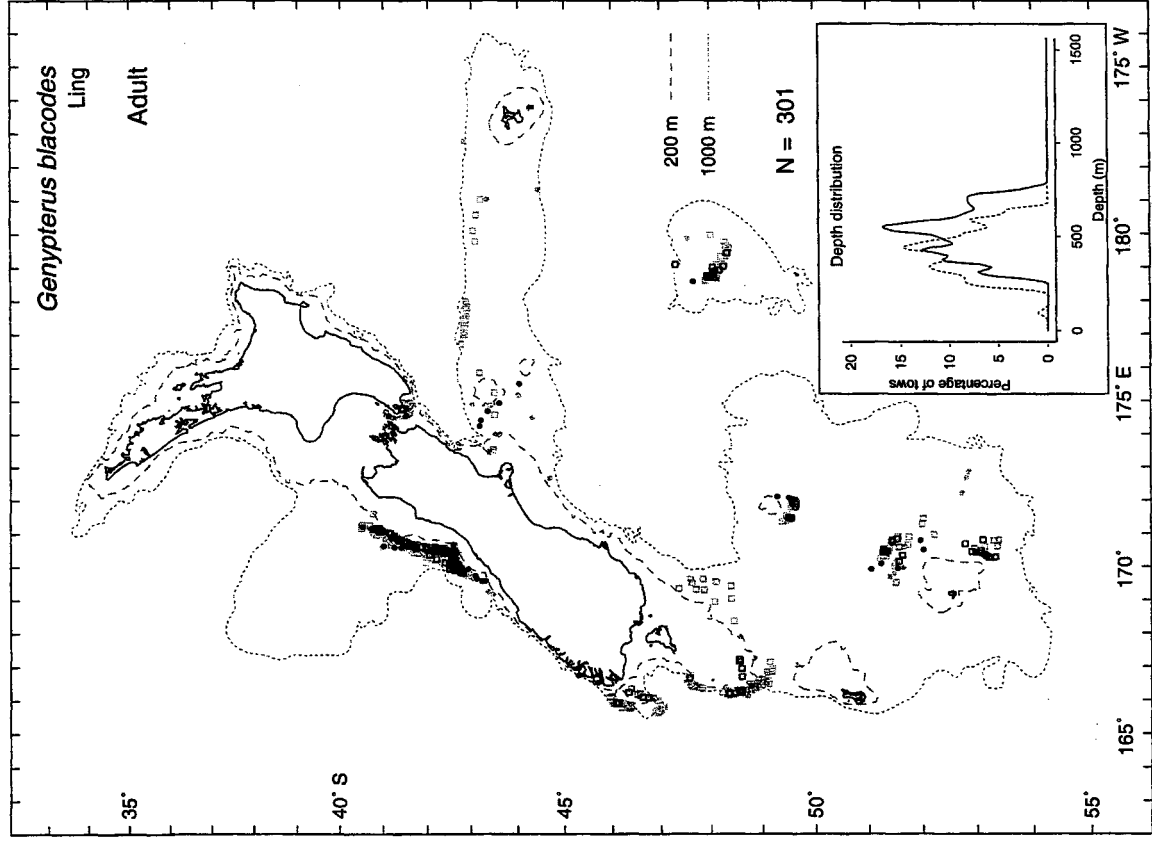 Genypterus blacodes
Ling
Adult
35˚
40˚ S
45˚
50˚
55˚
165˚
170˚
175˚ E
180˚
175˚ W
200 m
1000 m
N = 301
Depth distribution
Percentage of tows
20
15
10
5
0
0
500
1000
1500
Depth (m)